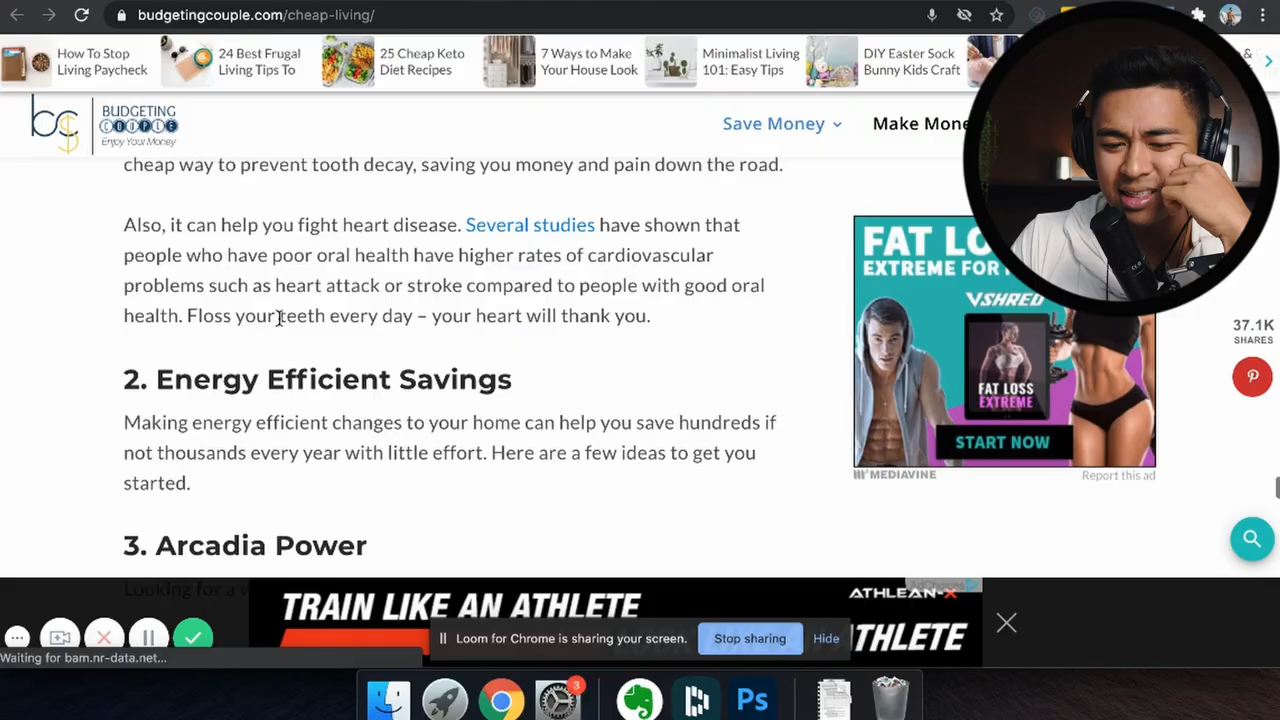 budgetingcouple.com/cheap-living/
How To Stop
Living Paycheck
24 Best Frugal
Living Tips To
25 Cheap Keto
Diet Recipes
7 Ways to Make
Your House Look
Minimalist Living
101: Easy Tips
DIY Easter Sock
Bunny Kids Craft
BUDGETING
COUPLE
Enjoy Your Money
Save Money
Make Mone
cheap way to prevent tooth decay, saving you money and pain down the road.
Also, it can help you fight heart disease. Several studies have shown that
people who have poor oral health have higher rates of cardiovascular
problems such as heart attack or stroke compared to people with good oral
health. Floss your teeth every day – your heart will thank you.
2. Energy Efficient Savings
Making energy efficient changes to your home can help you save hundreds if
not thousands every year with little effort. Here are a few ideas to get you
started.
3. Arcadia Power
Looking for a w
FAT LO
EXTREME FOR
VSHRED
FAT LOSS
EXTREME
START NOW
MEDIAVINE
Report this ad
37.1K
SHARES
TRAIN LIKE AN ATHLETE
AdChoices
ATHLEAN-X
THLETE
Loom for Chrome is sharing your screen.
Stop sharing
Hide
Waiting for bam.nr-data.net...
3
Ps